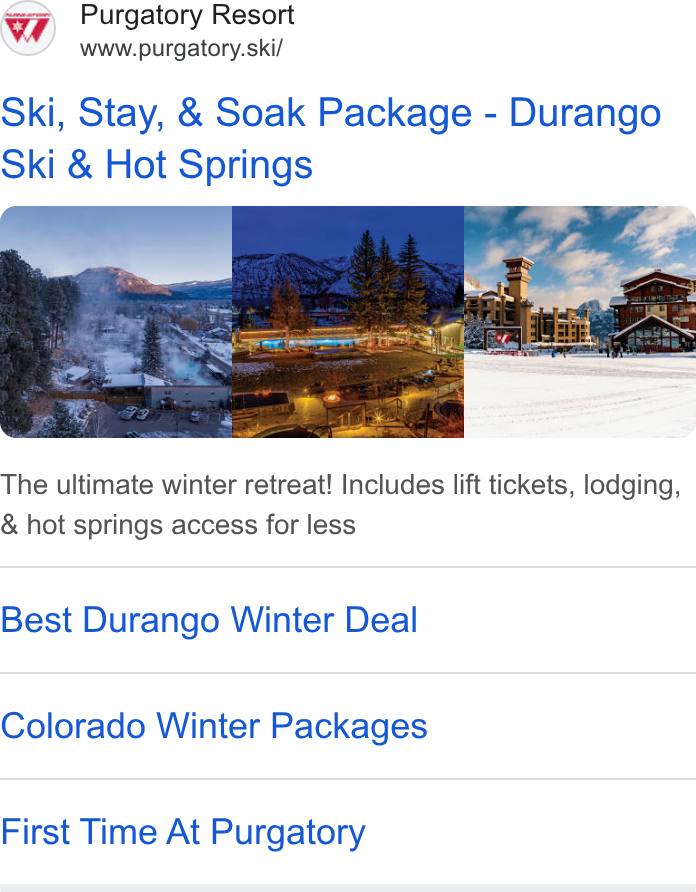 Purgatory Resort
www.purgatory.ski/
Ski, Stay, & Soak Package - Durango
Ski & Hot Springs
The ultimate winter retreat! Includes lift tickets, lodging,
& hot springs access for less
Best Durango Winter Deal
Colorado Winter Packages
First Time At Purgatory